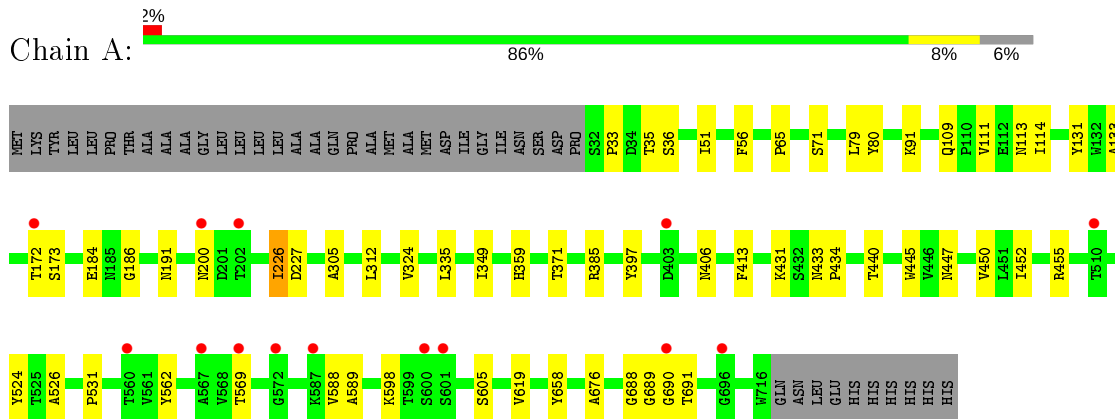 2%
Chain A:
86% 8% 6%
MET LYS TYR LEU LEU PRO THR ALA ALA ALA GLY LEU LEU LEU LEU ALA ALA GLN PRO ALA MET ALA MET ASP ILE GLY ILE ASN SER ASP PRO S32 P33 D34 T35 S36 I51 F56 P65 S71 L79 Y80 K91 Q109 P110 V111 E112 N113 I114 Y131 W132 A133
T172 S173 E184 N185 G186 N191 N200 D201 T202 I226 D227 A305 L312 V324 L335 I349 H359 T371 R385 Y397 D403 N406 F413 K431 S432 N433 P434 T440 W445 V446 N447 V450 L451 I452 R455 T510
Y524 T525 A526 P531 T560 V561 Y562 A567 V568 T569 G572 K587 V588 A589 K598 T599 S600 S601 S605 V619 Y658 A676 G688 G689 G690 T691 G696 W716 GLN ASN LEU GLU HIS HIS HIS HIS HIS HIS